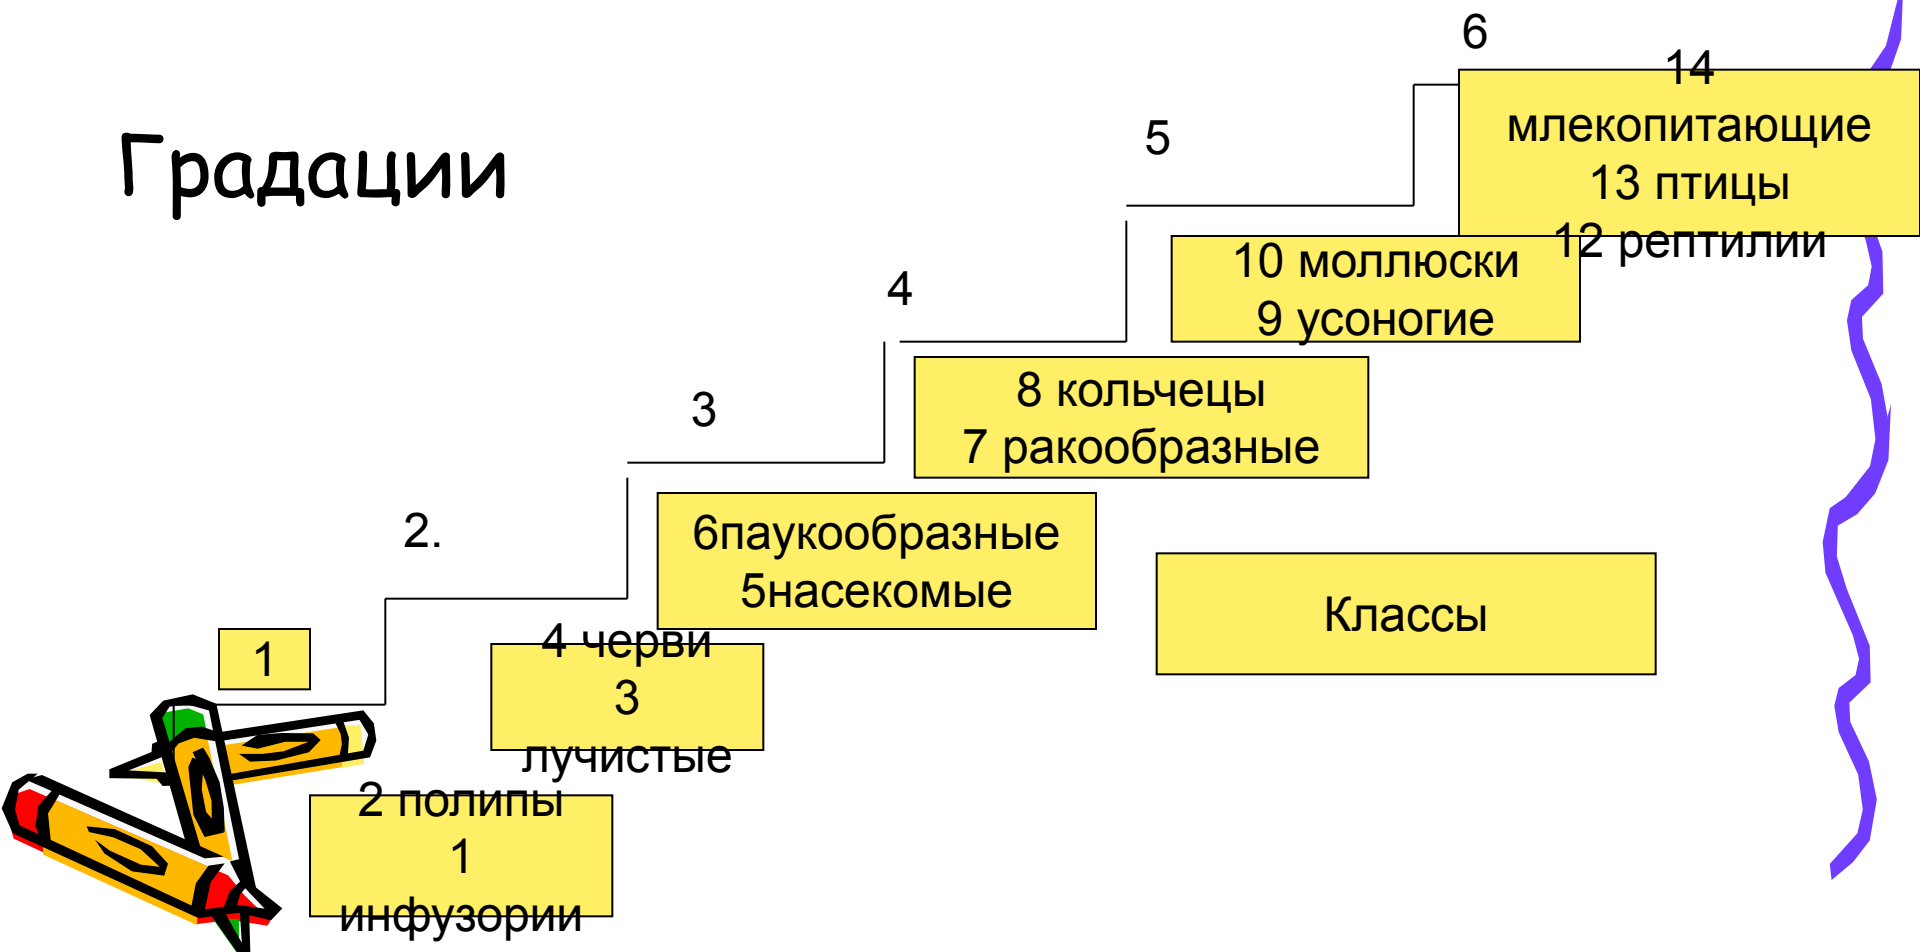 6
14
млекопитающие
13 птицы
12 рептилии
5
Градации
10 моллюски
9 усоногие
4
8 кольчецы
7 ракообразные
3
6паукообразные
5насекомые
2.
Классы
4 черви
3
лучистые
1
2 полипы
1
инфузории